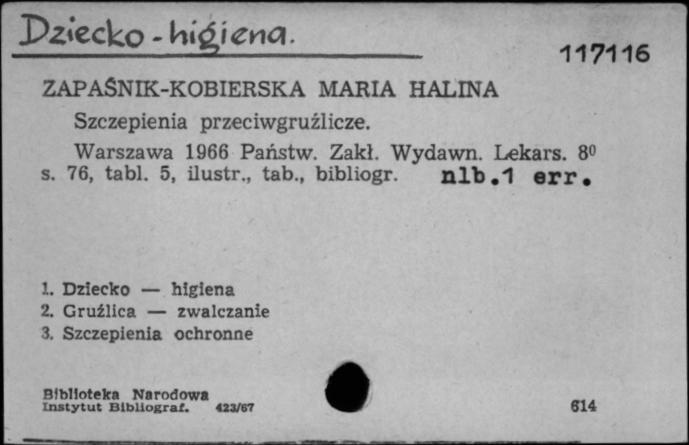 Dziecko - higiena.
117116
ZAPAŚNIK-KOBIERSKA MARIA HALINA
Szczepienia przeciwgruźlicze.
Warszawa 1966 Państw. Zakł. Wydawn. Lekars. 8⁰
s. 76, tabl. 5, ilustr., tab., bibliogr. nlb.1 err.
1. Dziecko — higiena
2. Gruźlica — zwalczanie
3. Szczepienia ochronne
Biblioteka Narodowa
Instytut Bibliograf. 423/67
614